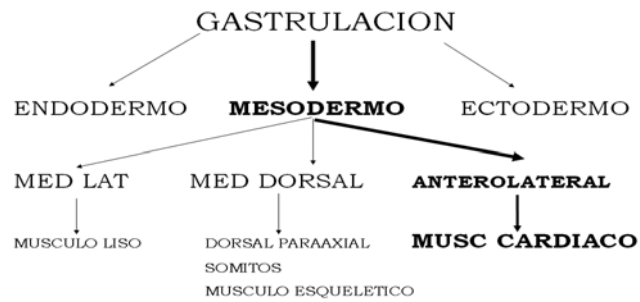 GASTRULACION
ENDODERMO MESODERMO ECTODERMO
MED LAT MED DORSAL ANTEROLATERAL
MUSCULO LISO DORSAL PARAAXIAL MUSC CARDIACO
SOMITOS
MUSCULO ESQUELETICO